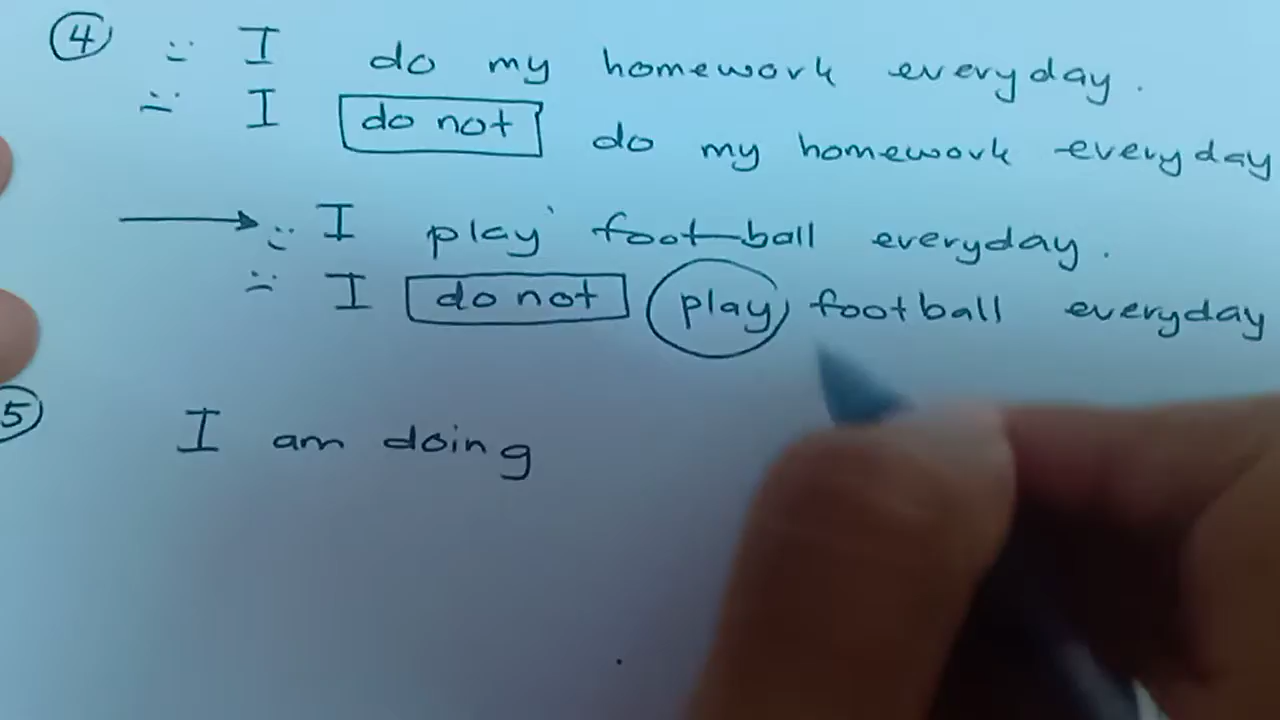 4 I do my homework everyday.
I do not do my homework everyday
I play football everyday.
I do not play football everyday
5 I am doing